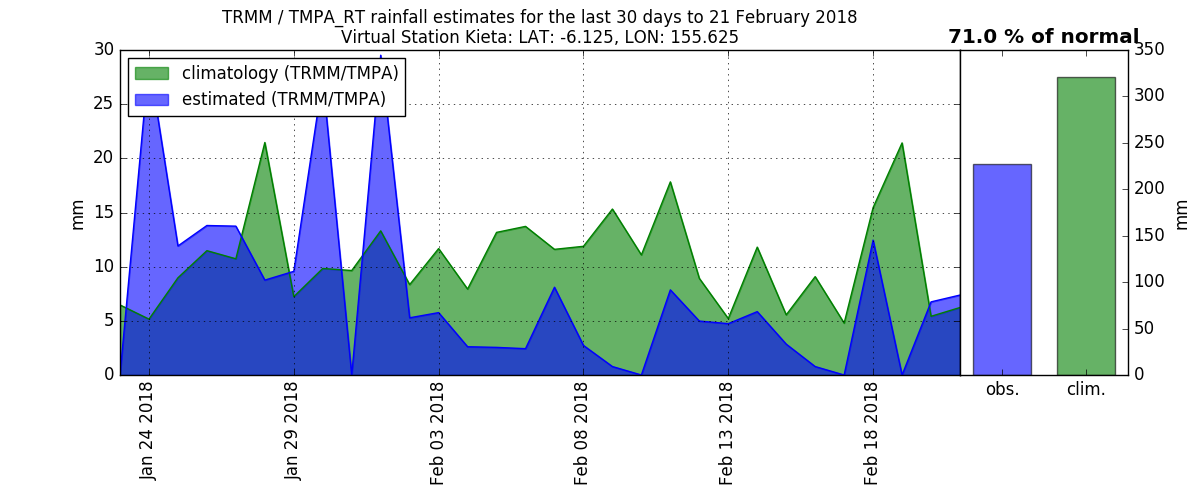 TRMM / TMPA_RT rainfall estimates for the last 30 days to 21 February 2018
Virtual Station Kieta: LAT: -6.125, LON: 155.625
71.0 % of normal
climatology (TRMM/TMPA)
estimated (TRMM/TMPA)
30
25
20
15
10
5
0
mm
Jan 24 2018
Jan 29 2018
Feb 03 2018
Feb 08 2018
Feb 13 2018
Feb 18 2018
350
300
250
200
150
100
50
0
mm
obs.
clim.